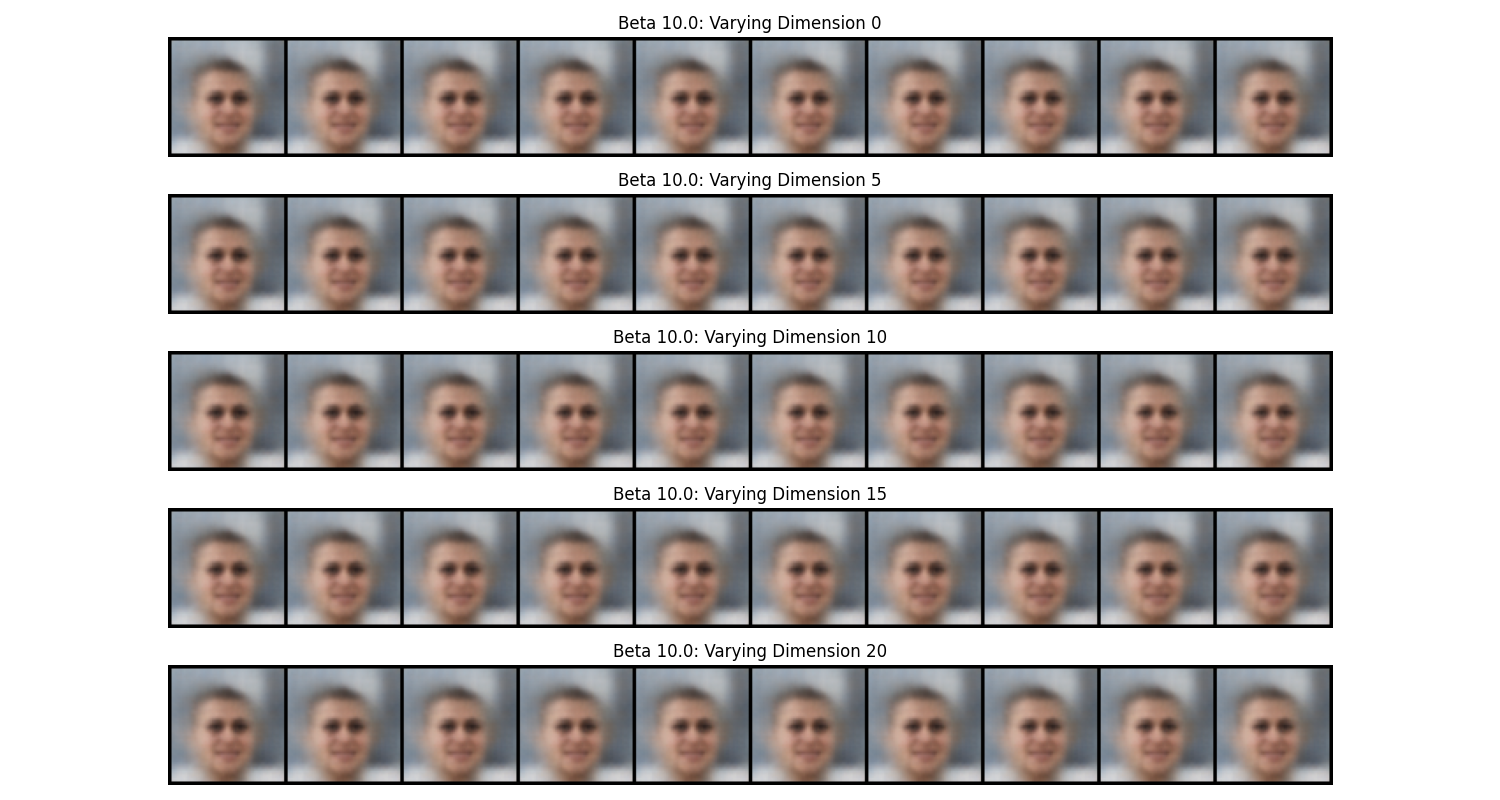 Beta 10.0: Varying Dimension 0
Beta 10.0: Varying Dimension 5
Beta 10.0: Varying Dimension 10
Beta 10.0: Varying Dimension 15
Beta 10.0: Varying Dimension 20